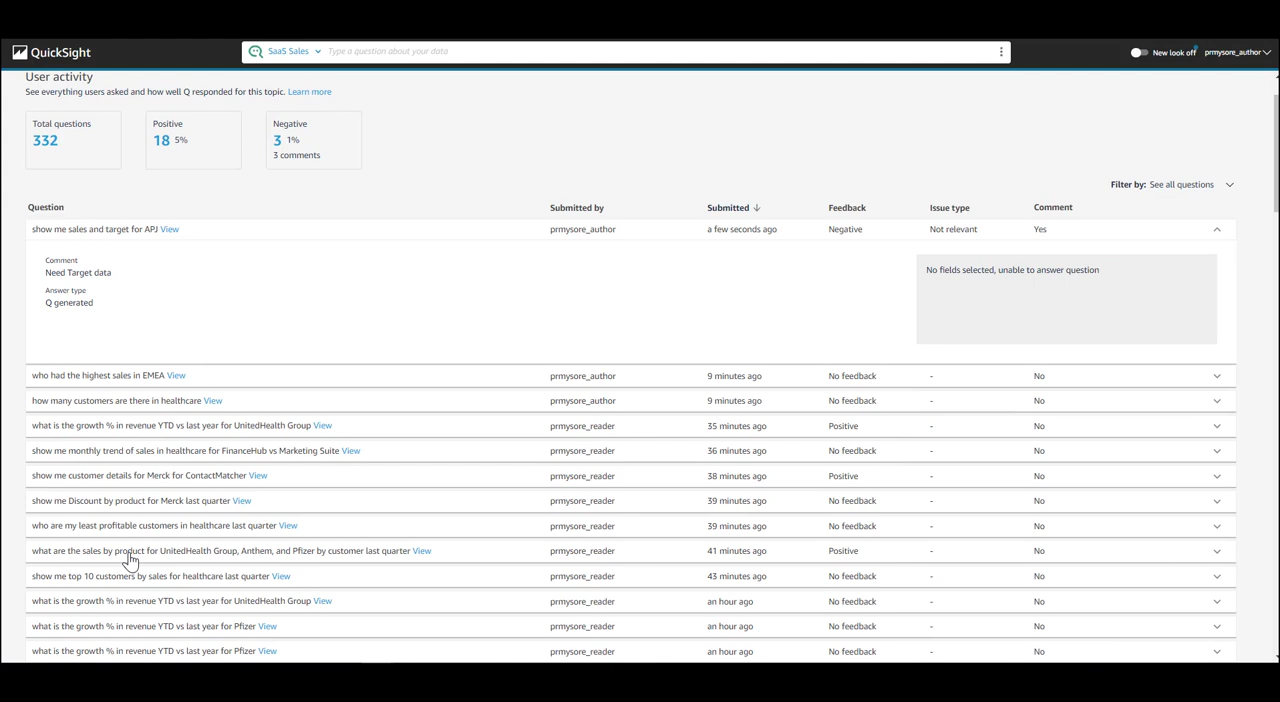 QuickSight
SaaS Sales
Type a question about your data
New look off
prmysore_author
User activity
See everything users asked and how well Q responded for this topic. Learn more
Total questions
332
Positive
18 5%
Negative
3 1%
3 comments
Filter by: See all questions
Question Submitted by Submitted Feedback Issue type Comment
show me sales and target for APJ View prmysore_author a few seconds ago Negative Not relevant Yes
Comment
Need Target data
Answer type
Q generated
No fields selected, unable to answer question
who had the highest sales in EMEA View prmysore_author 9 minutes ago No feedback - No
how many customers are there in healthcare View prmysore_author 9 minutes ago No feedback - No
what is the growth % in revenue YTD vs last year for UnitedHealth Group View prmysore_reader 35 minutes ago Positive - No
show me monthly trend of sales in healthcare for FinanceHub vs Marketing Suite View prmysore_reader 36 minutes ago No feedback - No
show me customer details for Merck for ContactMatcher View prmysore_reader 38 minutes ago Positive - No
show me Discount by product for Merck last quarter View prmysore_reader 39 minutes ago No feedback - No
who are my least profitable customers in healthcare last quarter View prmysore_reader 39 minutes ago No feedback - No
what are the sales by product for UnitedHealth Group, Anthem, and Pfizer by customer last quarter View prmysore_reader 41 minutes ago Positive - No
show me top 10 customers by sales for healthcare last quarter View prmysore_reader 43 minutes ago No feedback - No
what is the growth % in revenue YTD vs last year for UnitedHealth Group View prmysore_reader an hour ago No feedback - No
what is the growth % in revenue YTD vs last year for Pfizer View prmysore_reader an hour ago No feedback - No
what is the growth % in revenue YTD vs last year for Pfizer View prmysore_reader an hour ago No feedback - No